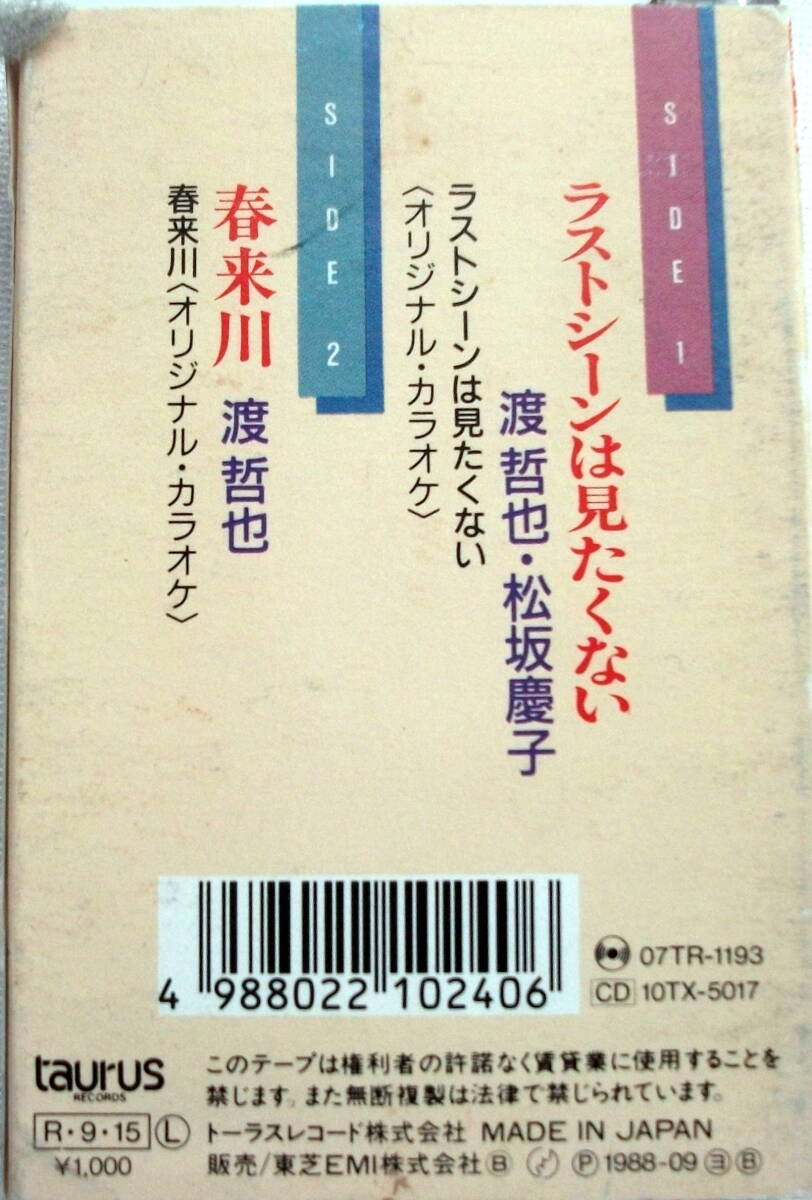 SIDE 1
ラストシーンは見たくない
渡 哲也・松坂慶子
ラストシーンは見たくない
〈オリジナル・カラオケ〉
SIDE 2
春来川 渡 哲也
春来川〈オリジナル・カラオケ〉
4 988022 102406
07TR-1193
CD 10TX-5017
taurus
RECORDS
このテープは権利者の許諾なく賃貸業に使用することを
禁じます。また無断複製は法律で禁じられています。
R・9・15 Ⓛ トーラスレコード株式会社 MADE IN JAPAN
¥1,000 販売/東芝EMI株式会社Ⓑ Ⓟ1988-09 ㋵Ⓑ